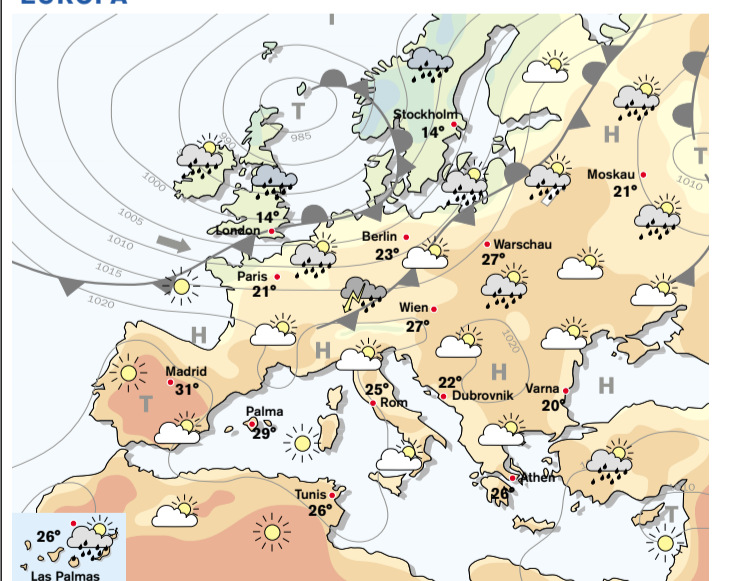 EUROPA
T
T
985
990
1000
1005
1010
1015
1020
Stockholm
14°
H
Moskau
21°
T
1010
14°
London
Berlin
23°
Warschau
27°
Paris
21°
Wien
27°
H
H
1020
H
H
Madrid
31°
T
Palma
29°
25°
Rom
22°
Dubrovnik
Varna
20°
Athen
26°
Tunis
26°
T
26°
Las Palmas